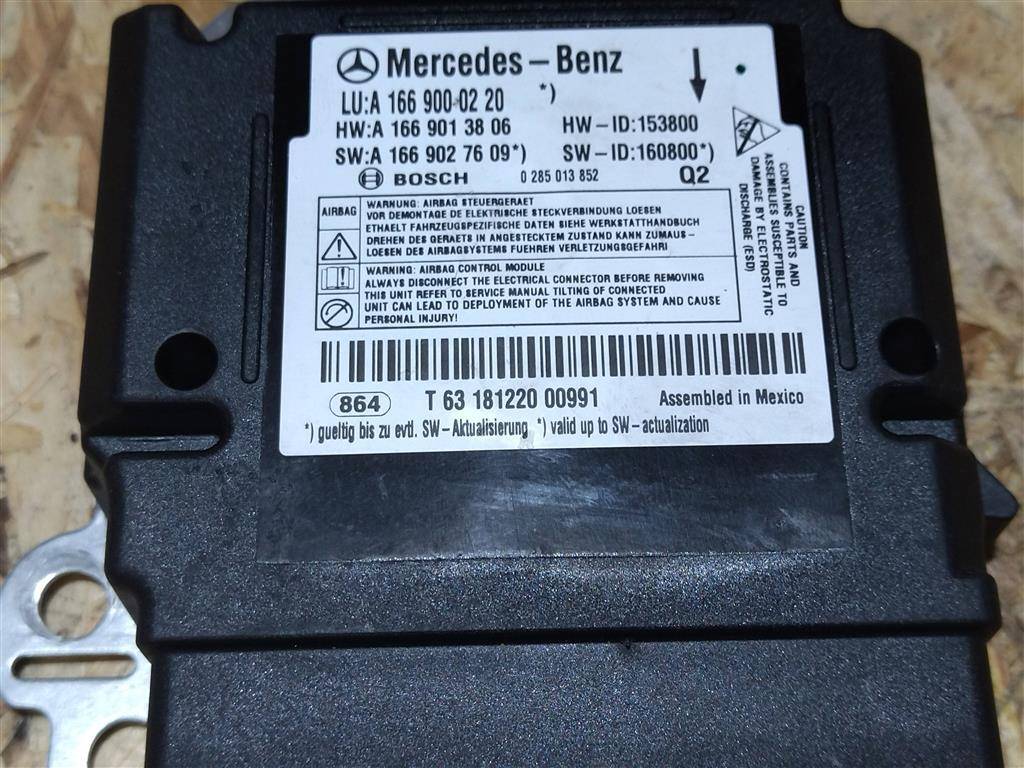 Mercedes-Benz
LU:A 166 900 02 20 *)
HW:A 166 901 38 06 HW-ID:153800
SW:A 166 902 76 09*) SW-ID:160800*)
BOSCH 0 285 013 852 Q2
AIRBAG
WARNUNG: AIRBAG STEUERGERAET
VOR DEMONTAGE DE ELEKTRISCHE STECKVERBINDUNG LOESEN
ETHAELT FAHRZEUGSPEZIFISCHE DATEN SIEHE WERKSTATTHANDBUCH
DREHEN DES GERAETS IN ANGESTECKTEM ZUSTAND KANN ZUMAUS-
LOESEN DES AIRBAGSYSTEMS FUEHREN VERLETZUNGSGEFAHR!
WARNING: AIRBAG CONTROL MODULE
ALWAYS DISCONNECT THE ELECTRICAL CONNECTOR BEFORE REMOVING
THIS UNIT REFER TO SERVICE MANUAL TILTING OF CONNECTED
UNIT CAN LEAD TO DEPLOYMENT OF THE AIRBAG SYSTEM AND CAUSE
PERSONAL INJURY!
CAUTION
CONTAINS PARTS AND
ASSEMBLIES SUSCEPTIBLE TO
DAMAGE BY ELECTROSTATIC
DISCHARGE (ESD)
864 T 63 181220 00991 Assembled in Mexico
*) gueltig bis zu evtl. SW-Aktualisierung *) valid up to SW-actualization